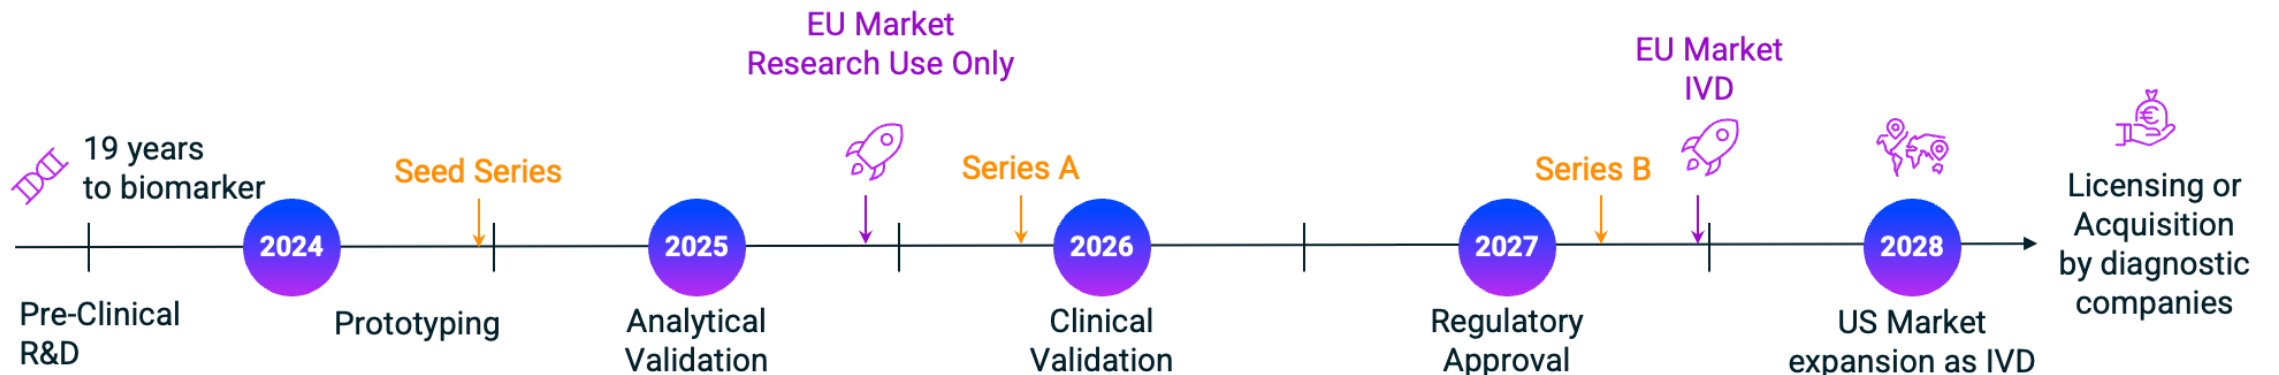 EU Market
Research Use Only
EU Market
IVD
19 years
to biomarker
Seed Series
Series A
Series B
Licensing or
Acquisition
by diagnostic
companies
2024
2025
2026
2027
2028
Pre-Clinical
R&D
Prototyping
Analytical
Validation
Clinical
Validation
Regulatory
Approval
US Market
expansion as IVD